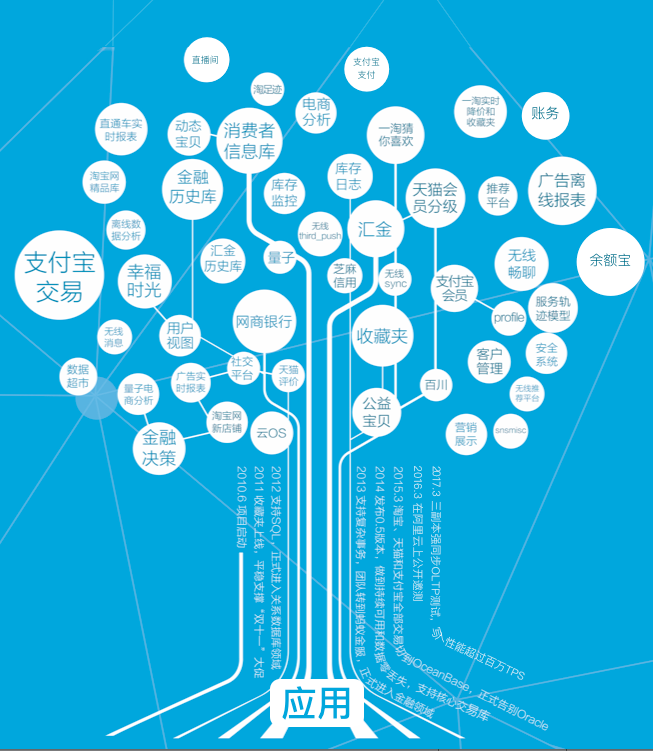 直播间
支付宝
支付
淘足迹
一淘实时
降价和
收藏夹
账务
电商
分析
直通车实
时报表
动态
宝贝
消费者
信息库
一淘猜
你喜欢
淘宝网
精品库
金融
历史库
库存
监控
库存
日志
天猫会
员分级
推荐
平台
广告离
线报表
离线数
据分析
无线
third_push
汇金
支付宝
交易
幸福
时光
汇金
历史库
量子
芝麻
信用
无线
sync
支付宝
会员
无线
畅聊
余额宝
服务轨
迹模型
profile
无线
消息
用户
视图
网商银行
收藏夹
客户
管理
安全
系统
数据
超市
量子电
商分析
广告实
时报表
社交
平台
天猫
评价
百川
无线推
荐平台
公益
宝贝
淘宝网
新店铺
云OS
金融
决策
营销
展示
snsmisc
2010.6 项目启动
2011 收藏夹上线，平稳支撑“双十一”大促
2012 支持SQL，正式进入关系数据库领域
2013 支持复杂事务，团队转到蚂蚁金服，正式进入金融领域
2014 发布0.5版本，做到持续可用和数据零丢失，支持核心交易库
2015.3 淘宝、天猫和支付宝全部交易切到OceanBase，正式告别Oracle
2016.3 在阿里云上公开邀测
2017.3 三副本强同步OLTP测试，写入性能超过百万TPS
应用